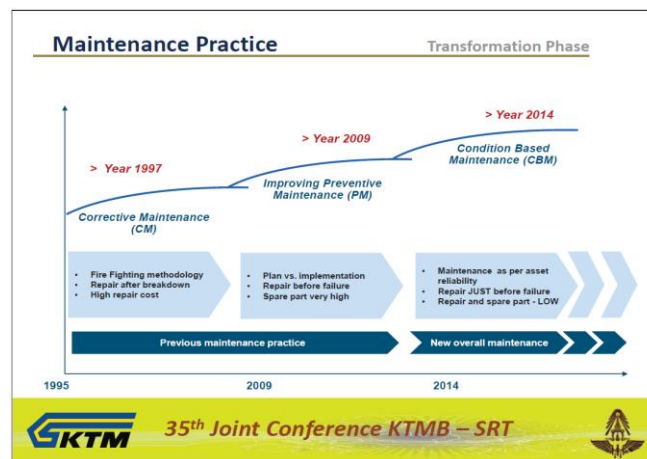 Maintenance Practice
Transformation Phase
> Year 2014
> Year 2009
Condition Based
Maintenance (CBM)
> Year 1997
Improving Preventive
Maintenance (PM)
Corrective Maintenance
(CM)
• Fire Fighting methodology
• Repair after breakdown
• High repair cost
• Plan vs. implementation
• Repair before failure
• Spare part very high
• Maintenance as per asset
reliability
• Repair JUST before failure
• Repair and spare part - LOW
Previous maintenance practice
New overall maintenance
1995
2009
2014
KTM
35th Joint Conference KTMB – SRT